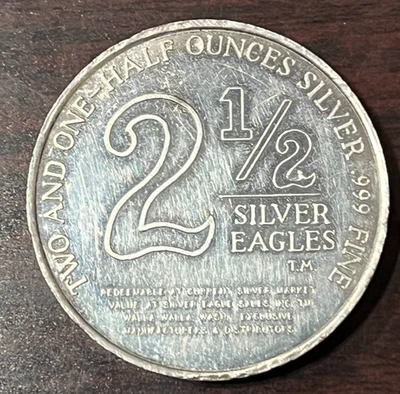 TWO AND ONE-HALF OUNCES SILVER .999 FINE
2 1/2
SILVER
EAGLES
T.M.
REDEEMABLE AT CURRENT SILVER MARKET
VALUE AT SILVER EAGLE SALES, INC. TM
WALLA WALLA, WASH. EXCLUSIVE
MANUFACTURERS & DISTRIBUTORS